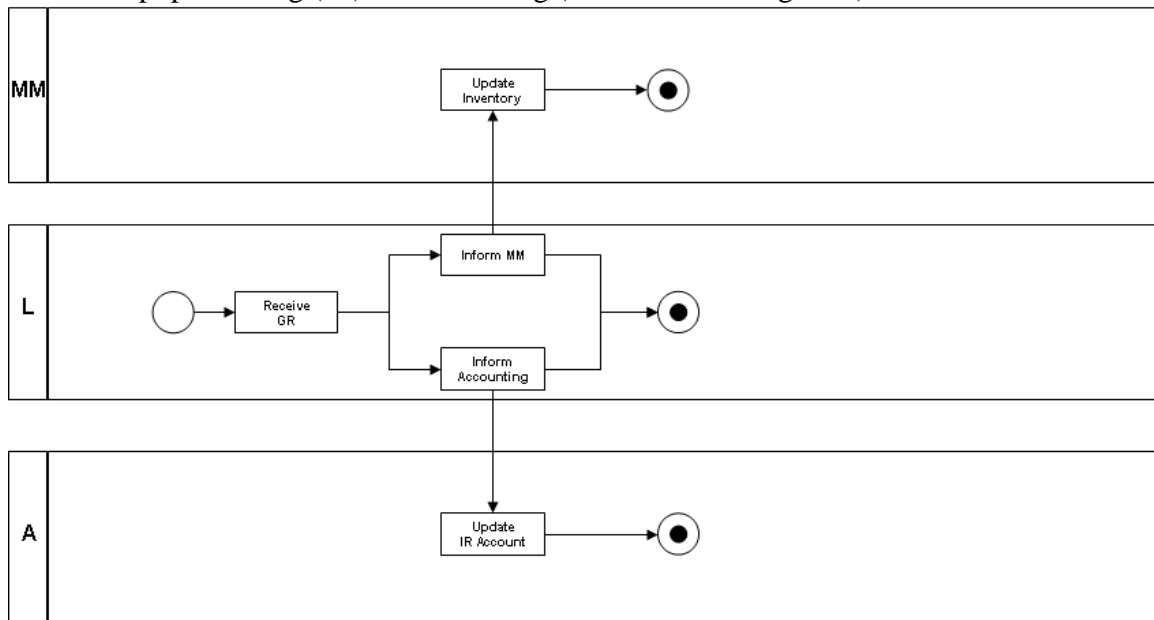 MM
Update
Inventory
L
Receive
GR
Inform MM
Inform
Accounting
A
Update
IR Account